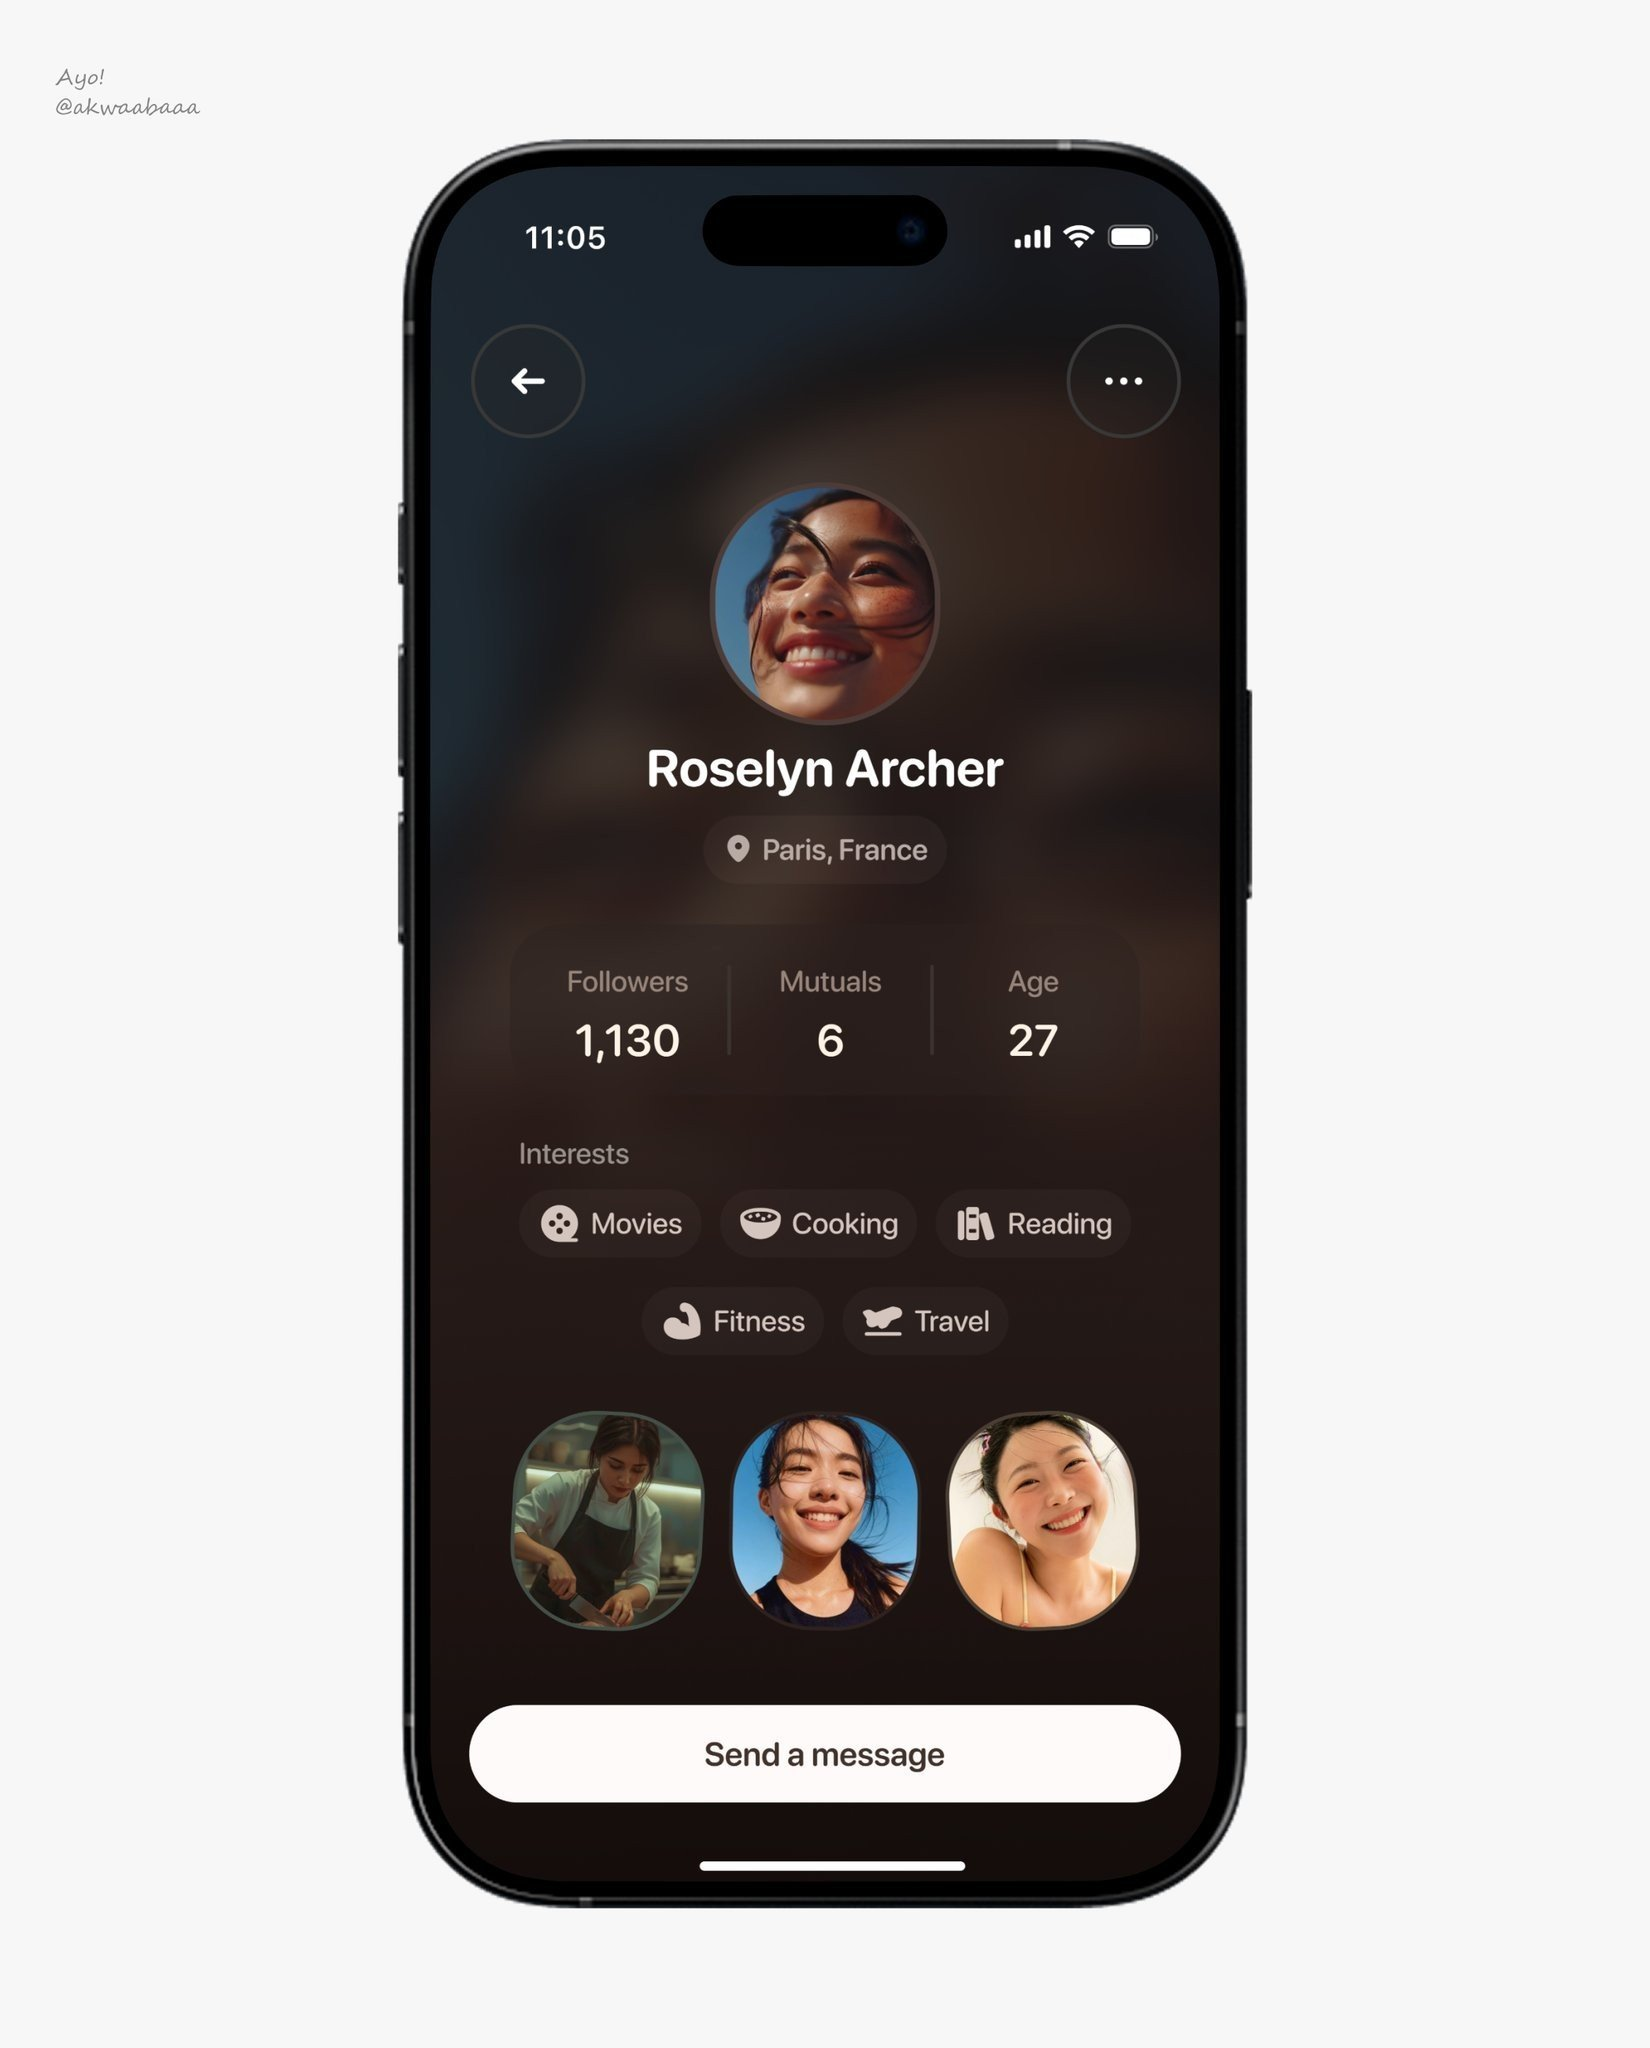 Ayo!
@akwaabaaa
11:05
Roselyn Archer
Paris, France
Followers
1,130
Mutuals
6
Age
27
Interests
Movies
Cooking
Reading
Fitness
Travel
Send a message